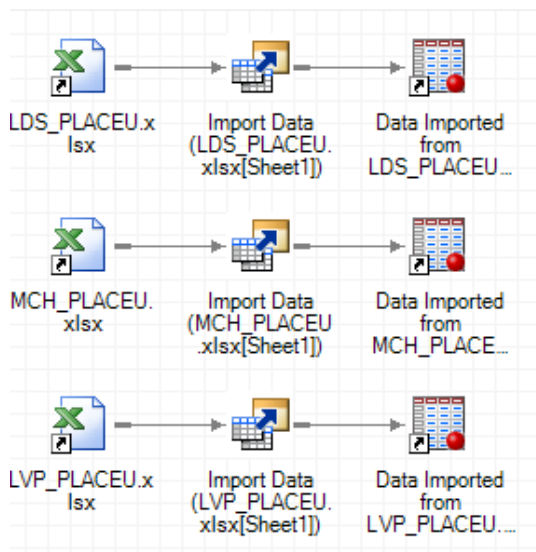 LDS_PLACEU.x
lsx
Import Data
(LDS_PLACEU.
xlsx[Sheet1])
Data Imported
from
LDS_PLACEU...
MCH_PLACEU.
xlsx
Import Data
(MCH_PLACEU
.xlsx[Sheet1])
Data Imported
from
MCH_PLACE...
LVP_PLACEU.x
lsx
Import Data
(LVP_PLACEU.
xlsx[Sheet1])
Data Imported
from
LVP_PLACEU....